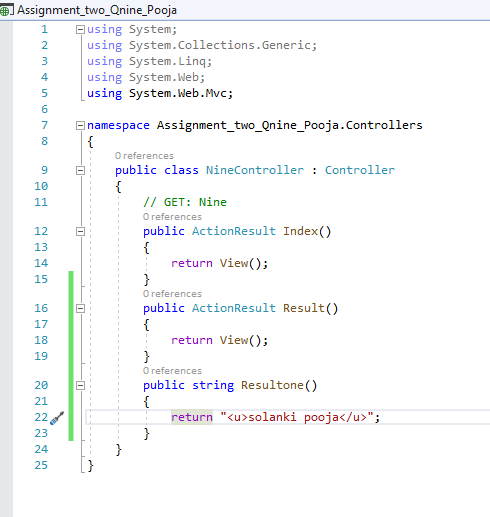 Assignment_two_Qnine_Pooja
1 using System;
2 using System.Collections.Generic;
3 using System.Linq;
4 using System.Web;
5 using System.Web.Mvc;
6
7 namespace Assignment_two_Qnine_Pooja.Controllers
8 {
0 references
9 public class NineController : Controller
10 {
11 // GET: Nine
0 references
12 public ActionResult Index()
13 {
14 return View();
15 }
0 references
16 public ActionResult Result()
17 {
18 return View();
19 }
0 references
20 public string Resultone()
21 {
22 return "<u>solanki pooja</u>";
23 }
24 }
25 }